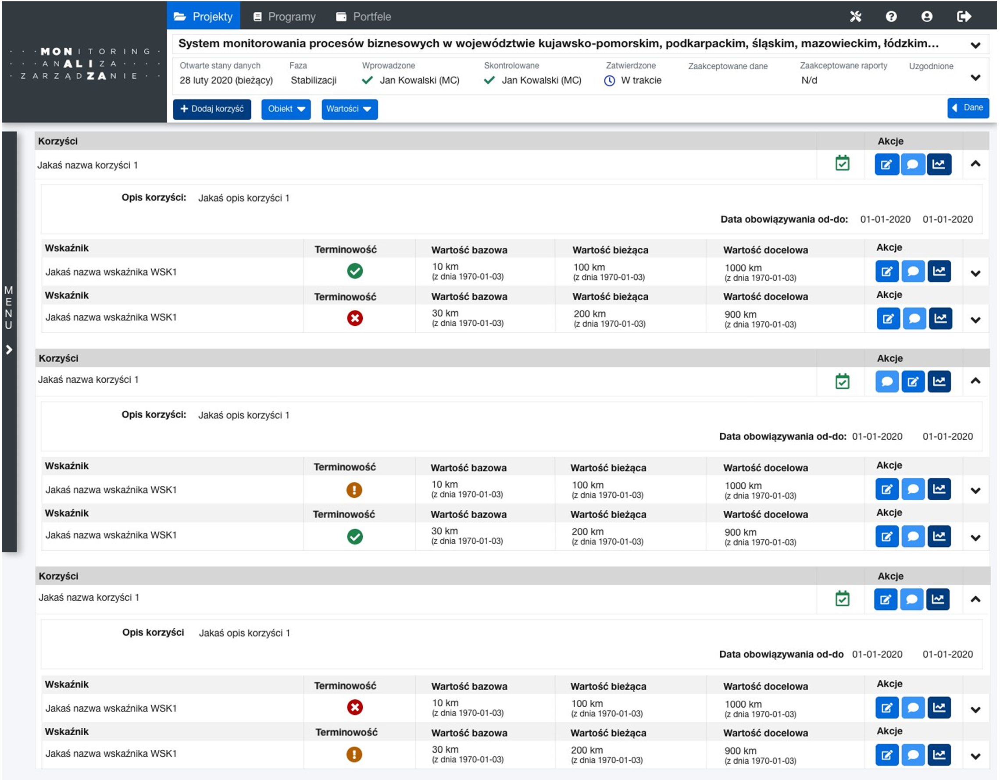 Projekty Programy Portfele
MONITORING
ANALIZA
ZARZĄDZANIE
System monitorowania procesów biznesowych w województwie kujawsko-pomorskim, podkarpackim, śląskim, mazowieckim, łódzkim...
Otwarte stany danych Faza Wprowadzone Skontrolowane Zatwierdzone Zaakceptowane dane Zaakceptowane raporty Uzgodnione
28 luty 2020 (bieżący) Stabilizacji Jan Kowalski (MC) Jan Kowalski (MC) W trakcie N/d
+ Dodaj korzyść Obiekt Wartości Dane
MENU
Korzyści Akcje
Jakaś nazwa korzyści 1
Opis korzyści: Jakaś opis korzyści 1
Data obowiązywania od-do: 01-01-2020 01-01-2020
Wskaźnik Terminowość Wartość bazowa Wartość bieżąca Wartość docelowa Akcje
Jakaś nazwa wskaźnika WSK1 10 km 100 km 1000 km
(z dnia 1970-01-03) (z dnia 1970-01-03) (z dnia 1970-01-03)
Wskaźnik Terminowość Wartość bazowa Wartość bieżąca Wartość docelowa Akcje
Jakaś nazwa wskaźnika WSK1 30 km 200 km 900 km
(z dnia 1970-01-03) (z dnia 1970-01-03) (z dnia 1970-01-03)
Korzyści Akcje
Jakaś nazwa korzyści 1
Opis korzyści: Jakaś opis korzyści 1
Data obowiązywania od-do: 01-01-2020 01-01-2020
Wskaźnik Terminowość Wartość bazowa Wartość bieżąca Wartość docelowa Akcje
Jakaś nazwa wskaźnika WSK1 10 km 100 km 1000 km
(z dnia 1970-01-03) (z dnia 1970-01-03) (z dnia 1970-01-03)
Wskaźnik Terminowość Wartość bazowa Wartość bieżąca Wartość docelowa Akcje
Jakaś nazwa wskaźnika WSK1 30 km 200 km 900 km
(z dnia 1970-01-03) (z dnia 1970-01-03) (z dnia 1970-01-03)
Korzyści Akcje
Jakaś nazwa korzyści 1
Opis korzyści Jakaś opis korzyści 1
Data obowiązywania od-do 01-01-2020 01-01-2020
Wskaźnik Terminowość Wartość bazowa Wartość bieżąca Wartość docelowa Akcje
Jakaś nazwa wskaźnika WSK1 10 km 100 km 1000 km
(z dnia 1970-01-03) (z dnia 1970-01-03) (z dnia 1970-01-03)
Wskaźnik Terminowość Wartość bazowa Wartość bieżąca Wartość docelowa Akcje
Jakaś nazwa wskaźnika WSK1 30 km 200 km 900 km
(z dnia 1970-01-03) (z dnia 1970-01-03) (z dnia 1970-01-03)